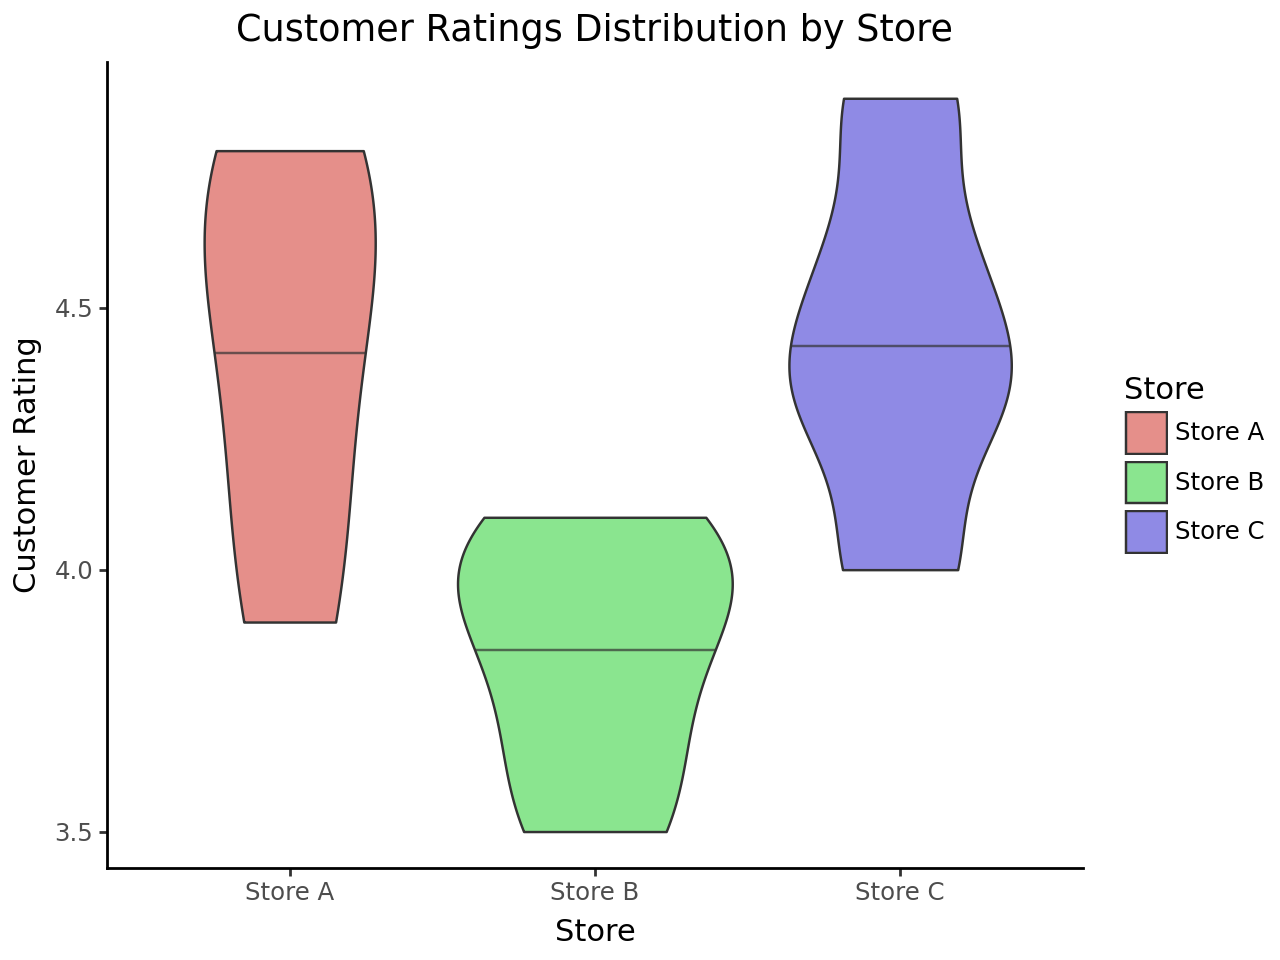 Customer Ratings Distribution by Store
Customer Rating
4.5
4.0
3.5
Store A
Store B
Store C
Store
Store
Store A
Store B
Store C